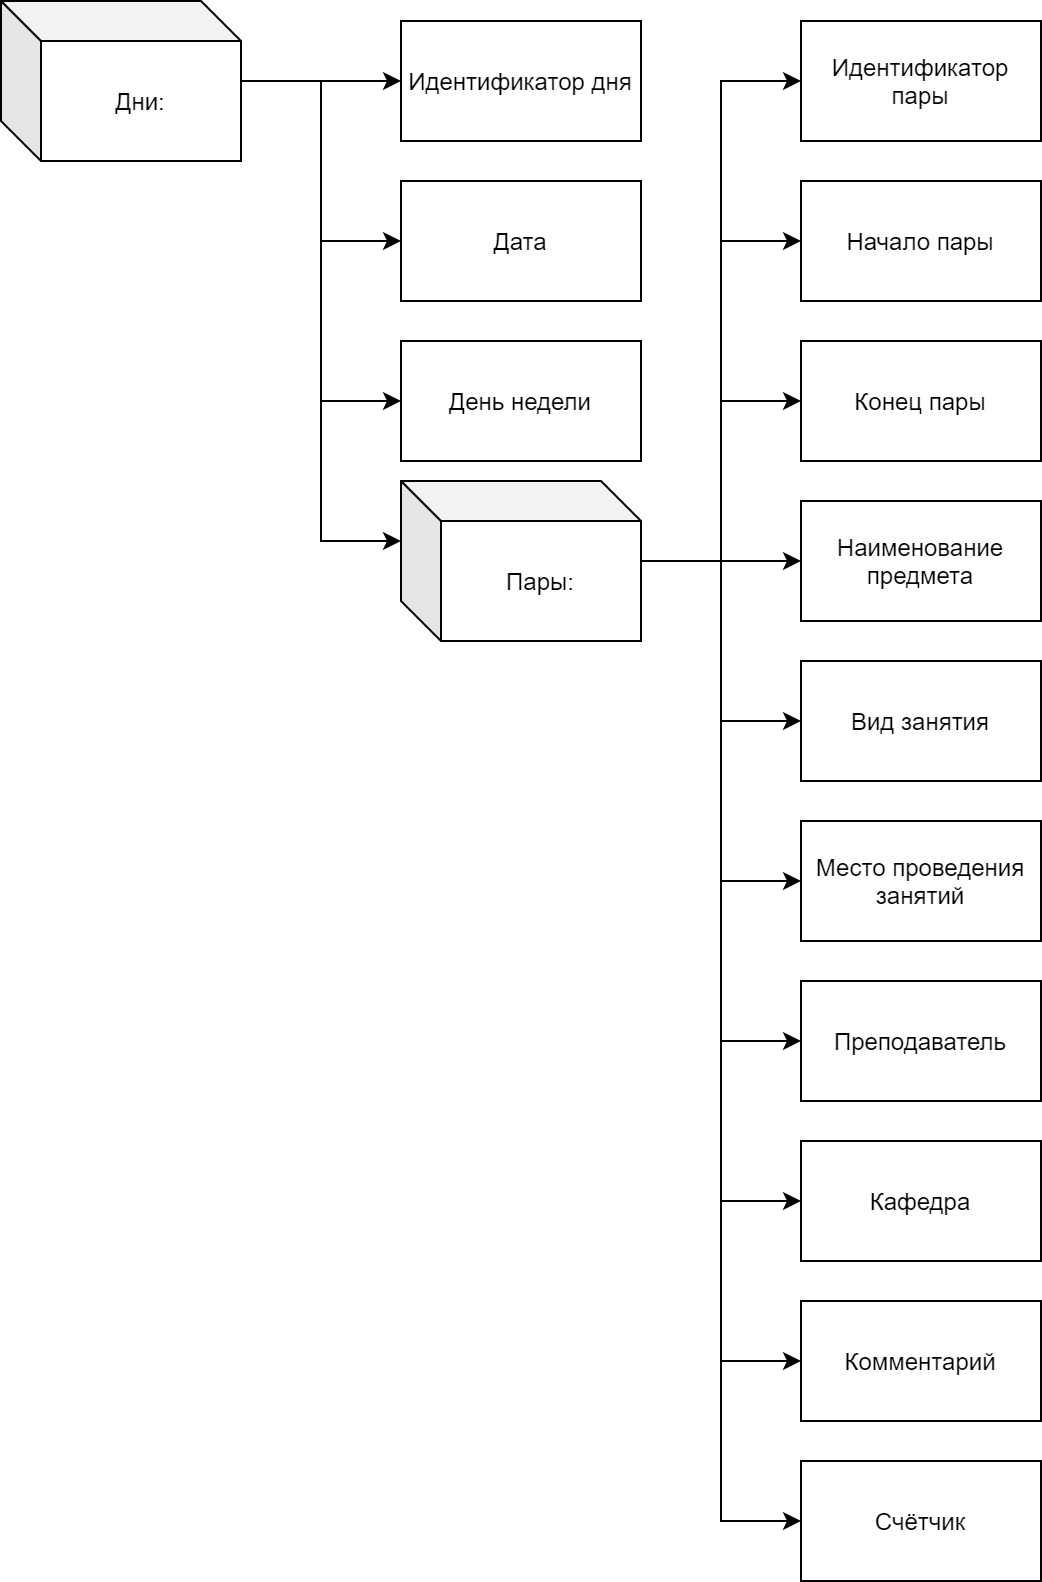 Дни:
Идентификатор дня
Дата
День недели
Пары:
Идентификатор
пары
Начало пары
Конец пары
Наименование
предмета
Вид занятия
Место проведения
занятий
Преподаватель
Кафедра
Комментарий
Счётчик